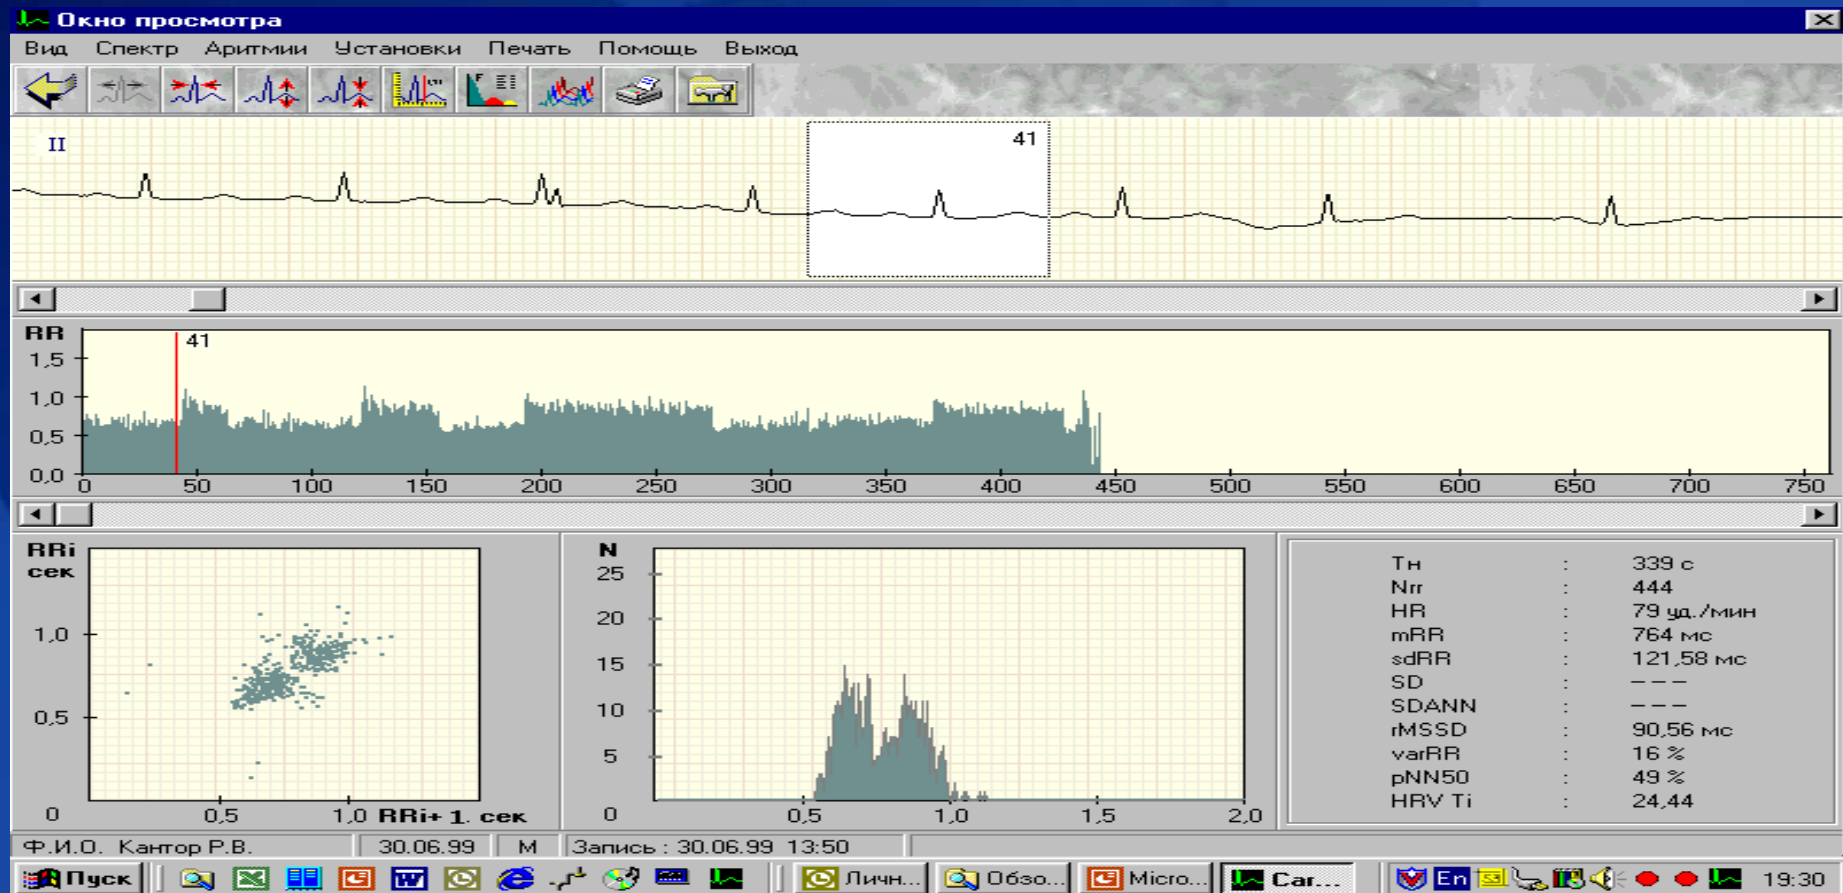 Окно просмотра
Вид Спектр Аритмии Установки Печать Помощь Выход
II
41
RR
41
1,5
1,0
0,5
0,0
0 50 100 150 200 250 300 350 400 450 500 550 600 650 700 750
RRi
сек
1,0
0,5
0
0,5 1,0 RRi+ 1. сек
N
25
20
15
10
5
0 0,5 1,0 1,5 2,0
Тн : 339 с
Nrr : 444
HR : 79 уд./мин
mRR : 764 мс
sdRR : 121,58 мс
SD : ---
SDANN : ---
rMSSD : 90,56 мс
varRR : 16 %
pNN50 : 49 %
HRV Ti : 24,44
Ф.И.О. Кантор Р.В. 30.06.99 М Запись : 30.06.99 13:50
Пуск Личн... Обзо... Micro... Car... En 19:30